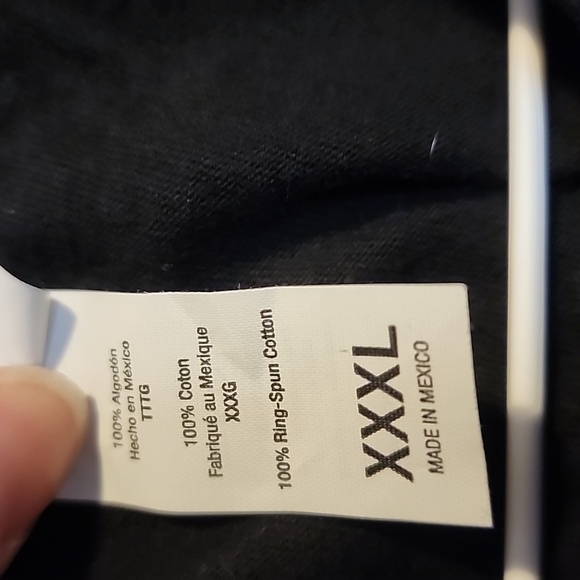 100% Algodón
Hecho en México
TTTG
100% Coton
Fabriqué au Mexique
XXXG
100% Ring-Spun Cotton
XXXL
MADE IN MEXICO